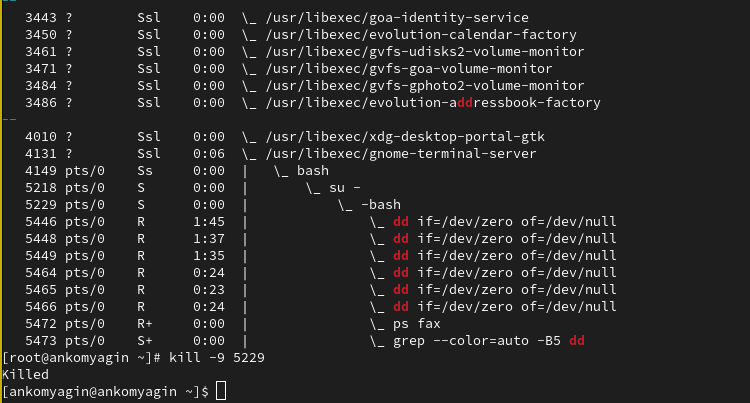 --
   3443 ?        Ssl    0:00  \_ /usr/libexec/goa-identity-service
   3450 ?        Ssl    0:00  \_ /usr/libexec/evolution-calendar-factory
   3461 ?        Ssl    0:00  \_ /usr/libexec/gvfs-udisks2-volume-monitor
   3471 ?        Ssl    0:00  \_ /usr/libexec/gvfs-goa-volume-monitor
   3484 ?        Ssl    0:00  \_ /usr/libexec/gvfs-gphoto2-volume-monitor
   3486 ?        Ssl    0:00  \_ /usr/libexec/evolution-addressbook-factory
--
   4010 ?        Ssl    0:00  \_ /usr/libexec/xdg-desktop-portal-gtk
   4131 ?        Ssl    0:06  \_ /usr/libexec/gnome-terminal-server
   4149 pts/0    Ss     0:00  |   \_ bash
   5218 pts/0    S      0:00  |       \_ su -
   5229 pts/0    S      0:00  |           \_ -bash
   5446 pts/0    R      1:45  |               \_ dd if=/dev/zero of=/dev/null
   5448 pts/0    R      1:37  |               \_ dd if=/dev/zero of=/dev/null
   5449 pts/0    R      1:35  |               \_ dd if=/dev/zero of=/dev/null
   5464 pts/0    R      0:24  |               \_ dd if=/dev/zero of=/dev/null
   5465 pts/0    R      0:23  |               \_ dd if=/dev/zero of=/dev/null
   5466 pts/0    R      0:24  |               \_ dd if=/dev/zero of=/dev/null
   5472 pts/0    R+     0:00  |               \_ ps fax
   5473 pts/0    S+     0:00  |               \_ grep --color=auto -B5 dd
[root@ankomyagin ~]# kill -9 5229
Killed
[ankomyagin@ankomyagin ~]$